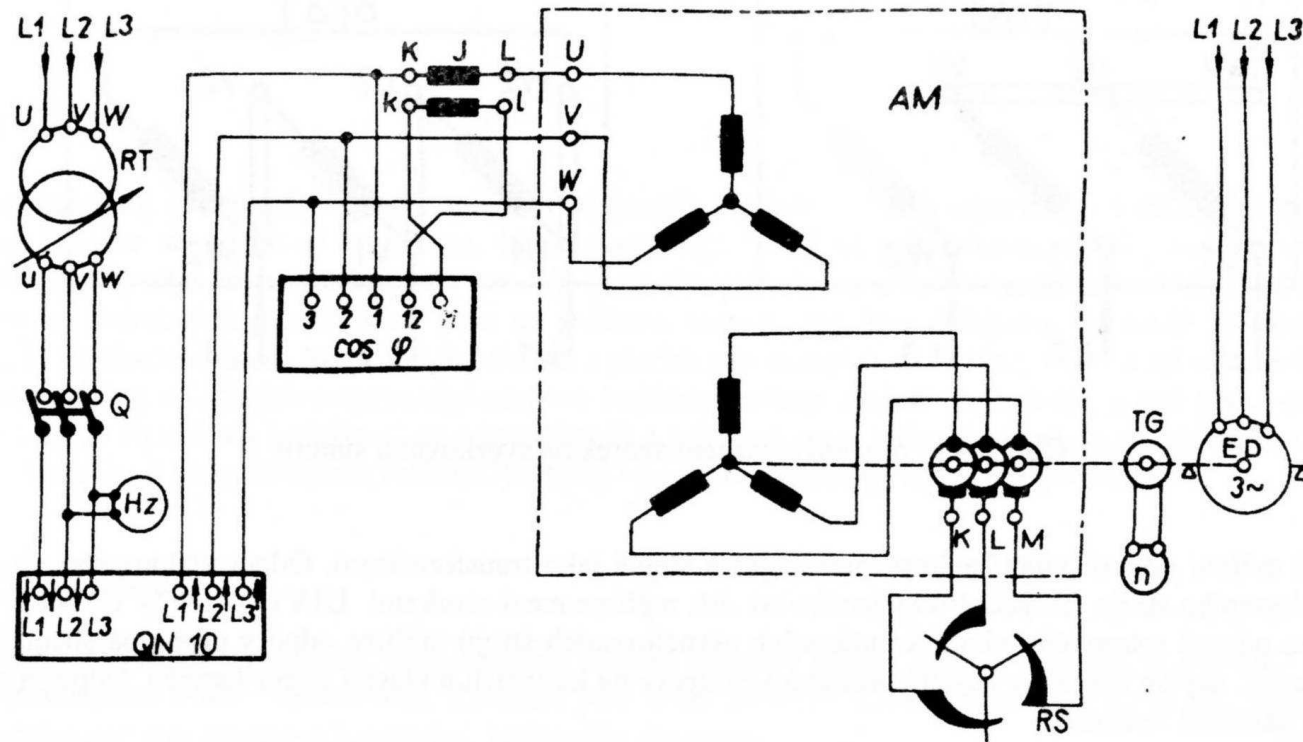 L1 L2 L3
U V W
RT
U V W
Q
Hz
L1 L2 L3
L1 L2 L3
QN 10
K J L
k l
U
V
W
3 2 1 12
cos φ
AM
K L M
RS
TG
n
L1 L2 L3
E D
3~